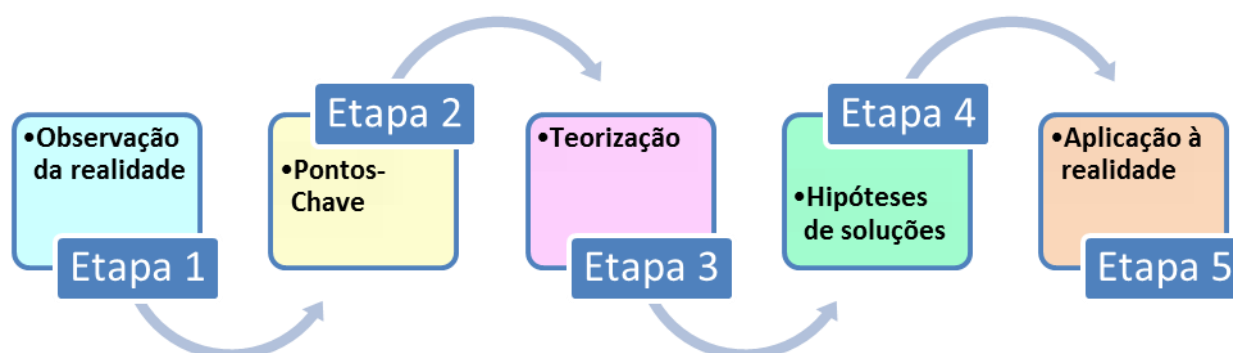 •Observação
da realidade
Etapa 1
Etapa 2
•Pontos-
Chave
•Teorização
Etapa 3
Etapa 4
•Hipóteses
de soluções
•Aplicação à
realidade
Etapa 5